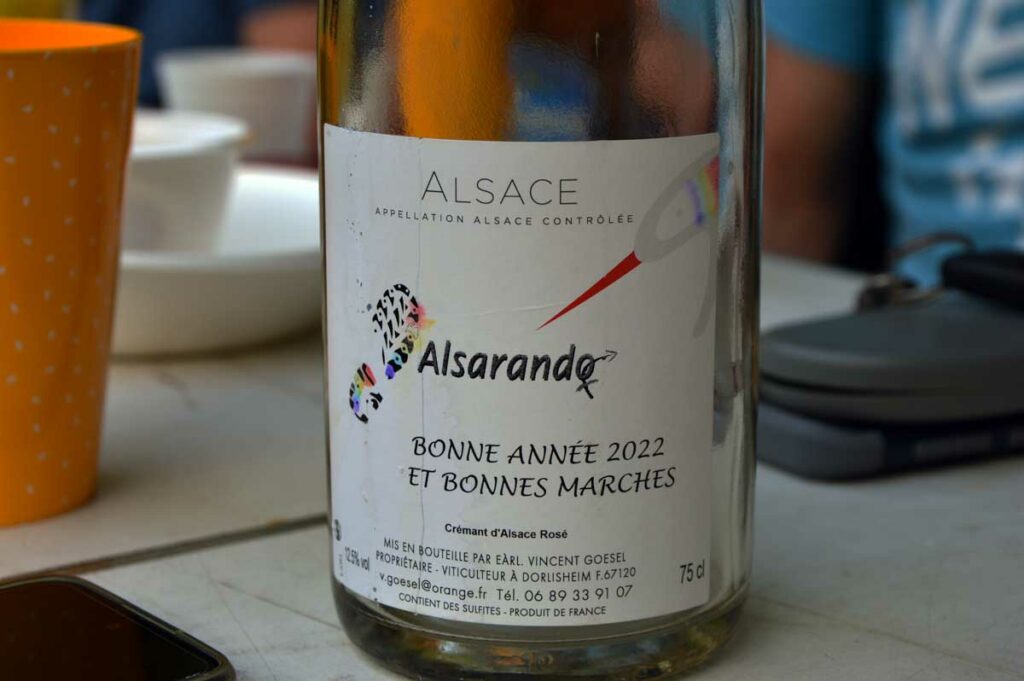 ALSACE
APPELLATION ALSACE CONTRÔLÉE
Alsarando
BONNE ANNÉE 2022
ET BONNES MARCHES
Crémant d'Alsace Rosé
MIS EN BOUTEILLE PAR EÀRL. VINCENT GOESEL
PROPRIÉTAIRE - VITICULTEUR À DORLISHEIM F.67120
v.goesel@orange.fr Tél. 06 89 33 91 07
CONTIENT DES SULFITES - PRODUIT DE FRANCE
12.5% vol
75 cl